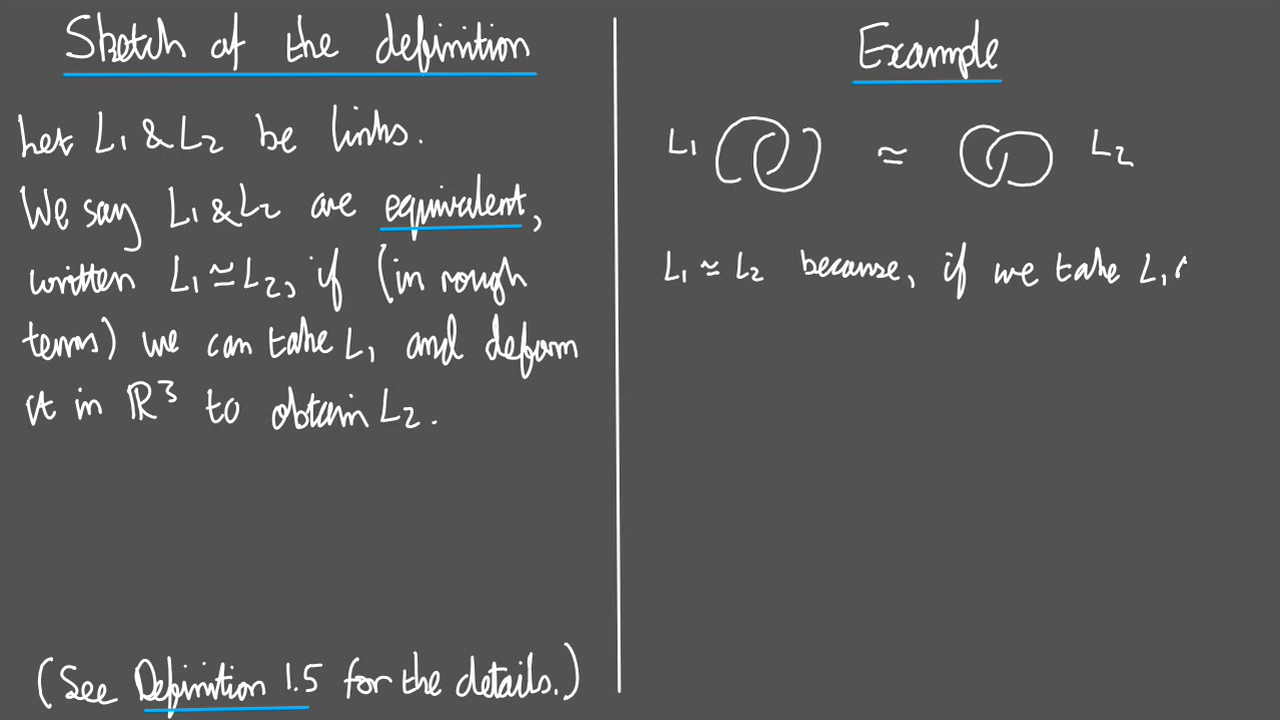 Sketch of the definition
Let L1 & L2 be links.
We say L1 & L2 are equivalent,
written L1 ≃ L2, if (in rough
terms) we can take L1 and deform
it in ℝ³ to obtain L2.
(See Definition 1.5 for the details.)
Example
L1 ≃ L2
L1 ≃ L2 because, if we take L1